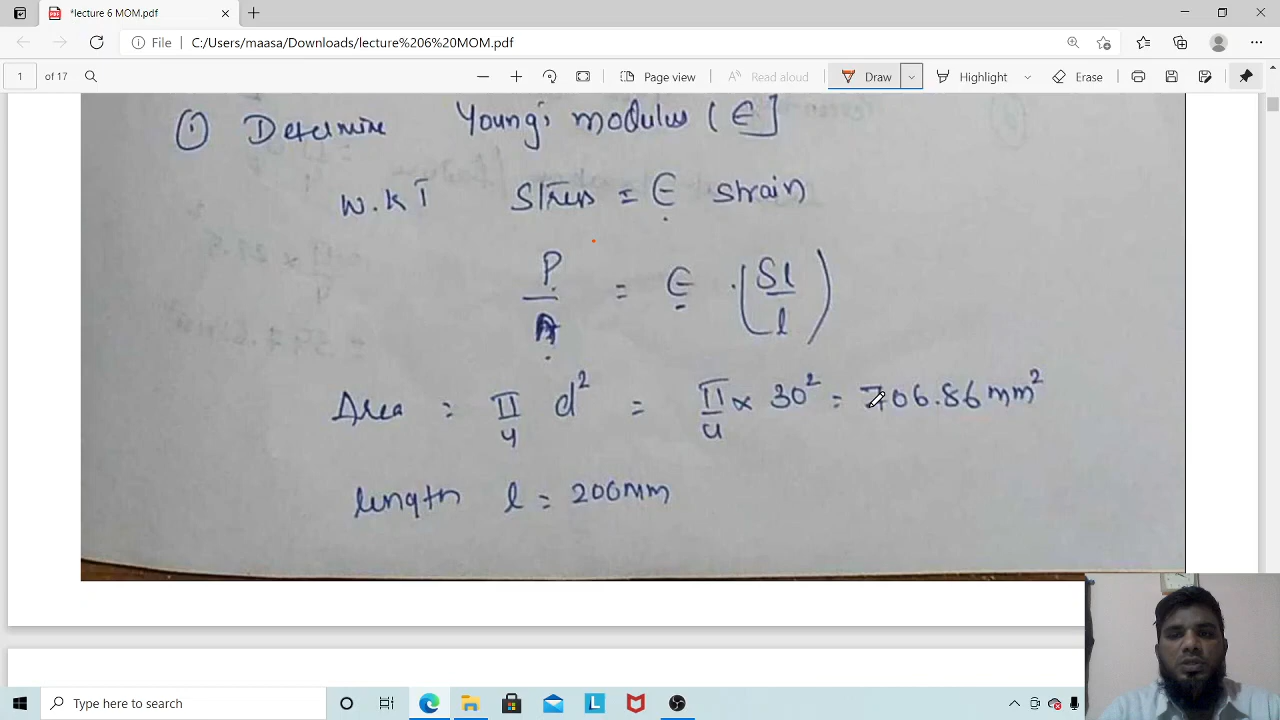 *lecture 6 MOM.pdf
File C:/Users/maasa/Downloads/lecture%206%20MOM.pdf
1 of 17 Page view Read aloud Draw Highlight Erase
① Determine Young's modulus (E]
W.K.T Stress = E strain
P/A = E . (δl/l)
Area = π/4 d² = π/4 × 30² = 706.86 mm²
length l = 200mm
Type here to search